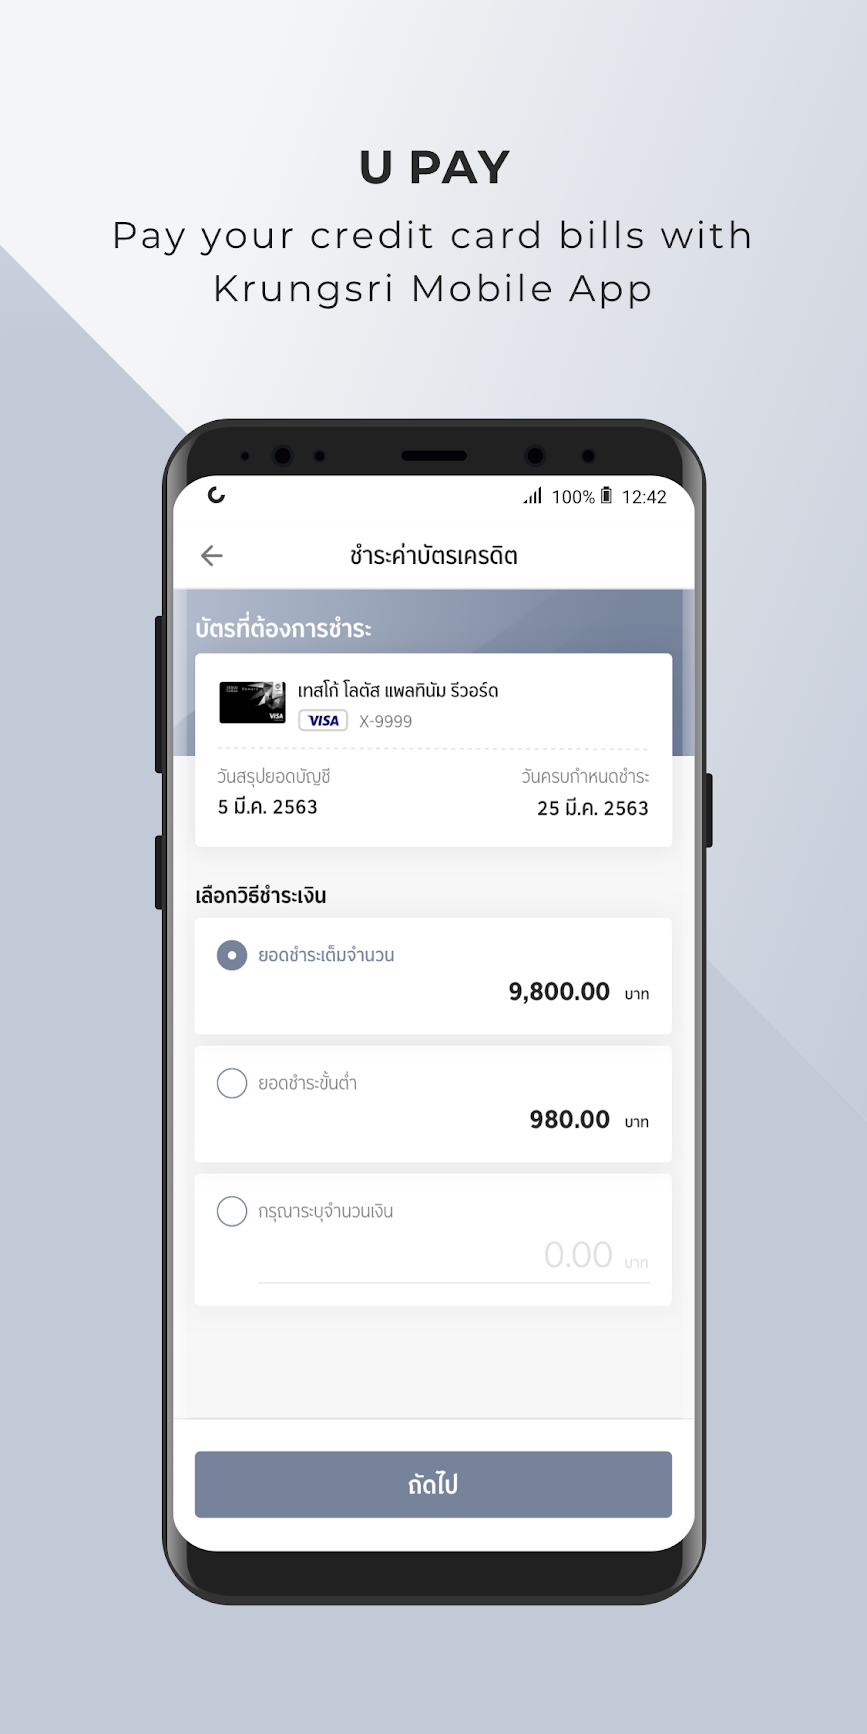 U PAY
Pay your credit card bills with
Krungsri Mobile App
100% 12:42
ชำระค่าบัตรเครดิต
บัตรที่ต้องการชำระ
เทสโก้ โลตัส แพลทินัม รีวอร์ด
VISA
VISA X-9999
วันสรุปยอดบัญชี วันครบกำหนดชำระ
5 มี.ค. 2563 25 มี.ค. 2563
เลือกวิธีชำระเงิน
ยอดชำระเต็มจำนวน
9,800.00 บาท
ยอดชำระขั้นต่ำ
980.00 บาท
กรุณาระบุจำนวนเงิน
0.00 บาท
ถัดไป